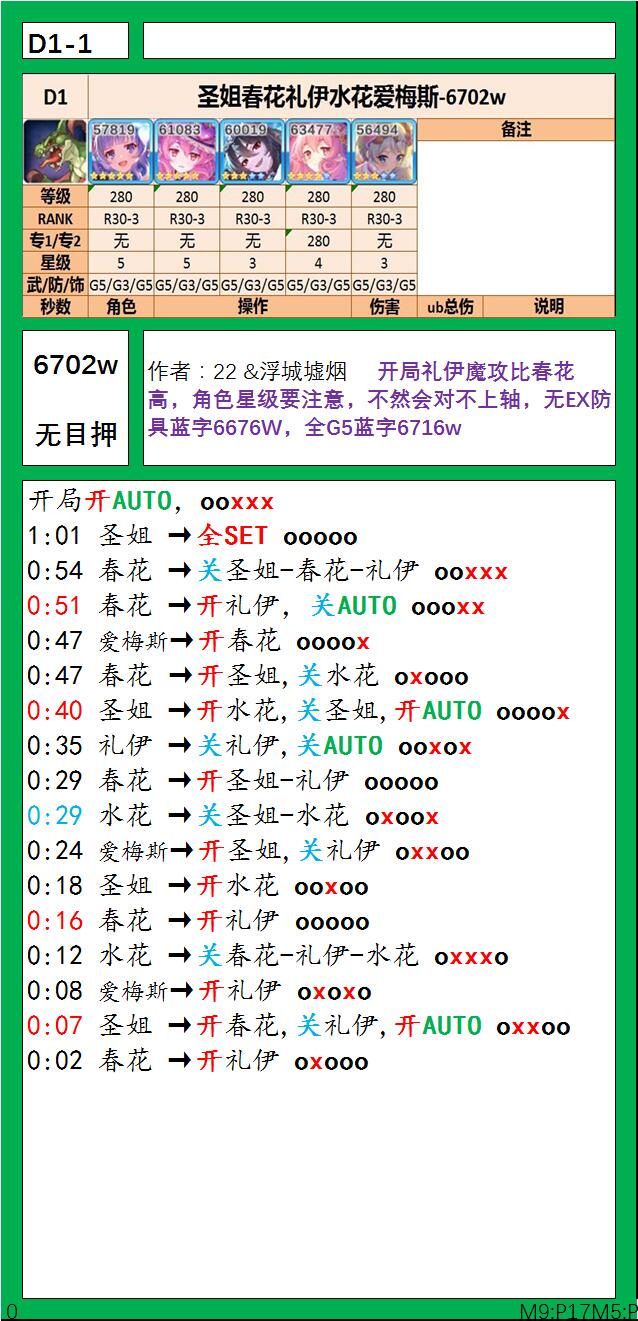 D1-1
D1 圣姐春花礼伊水花爱梅斯-6702w
57819 61083 60019 63477 56494 备注
等级 280 280 280 280 280
RANK R30-3 R30-3 R30-3 R30-3 R30-3
专1/专2 无 无 无 280 无
星级 5 5 3 4 3
武/防/饰 G5/G3/G5 G5/G3/G5 G5/G3/G5 G5/G3/G5 G5/G3/G5
秒数 角色 操作 伤害 ub总伤 说明
6702w
无目押
作者：22 &浮城墟烟 开局礼伊魔攻比春花
高，角色星级要注意，不然会对不上轴，无EX防
具蓝字6676W，全G5蓝字6716w
开局开AUTO, ooxxx
1:01 圣姐 →全SET ooooo
0:54 春花 →关圣姐-春花-礼伊 ooxxx
0:51 春花 →开礼伊, 关AUTO oooxx
0:47 爱梅斯→开春花 oooox
0:47 春花 →开圣姐,关水花 oxooo
0:40 圣姐 →开水花,关圣姐,开AUTO oooox
0:35 礼伊 →关礼伊,关AUTO ooxox
0:29 春花 →开圣姐-礼伊 ooooo
0:29 水花 →关圣姐-水花 oxoox
0:24 爱梅斯→开圣姐,关礼伊 oxxoo
0:18 圣姐 →开水花 ooxoo
0:16 春花 →开礼伊 ooooo
0:12 水花 →关春花-礼伊-水花 oxxxo
0:08 爱梅斯→开礼伊 oxoxo
0:07 圣姐 →开春花,关礼伊,开AUTO oxxoo
0:02 春花 →开礼伊 oxooo
0 M9:P17M5:P